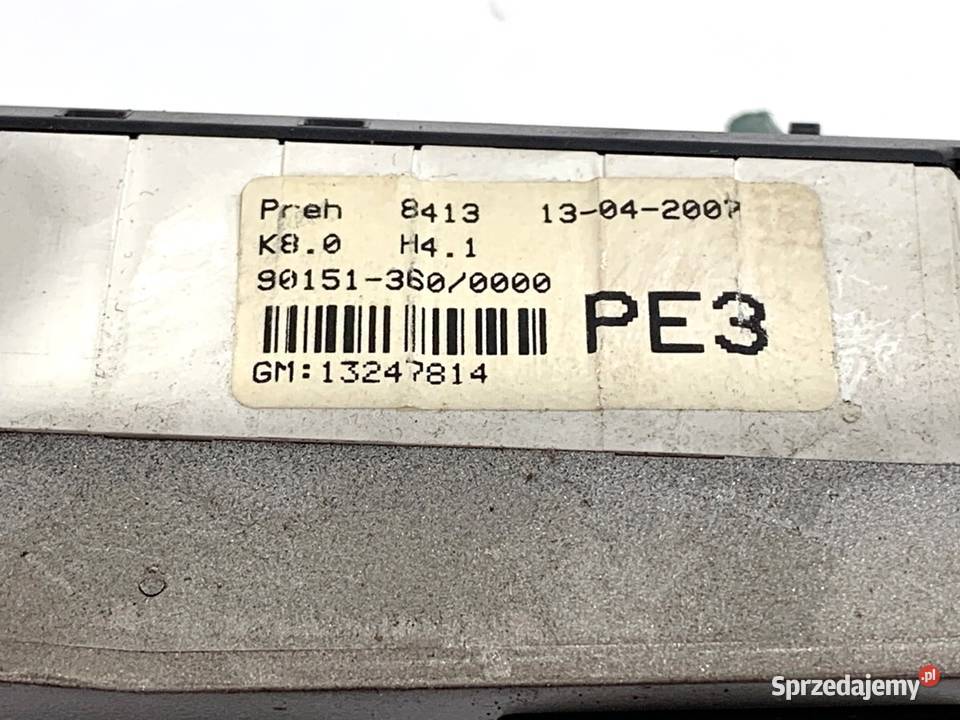 Preh 8413 13-04-2007
K8.0 H4.1
90151-360/0000
PE3
GM:13247814
Sprzedajemy.pl